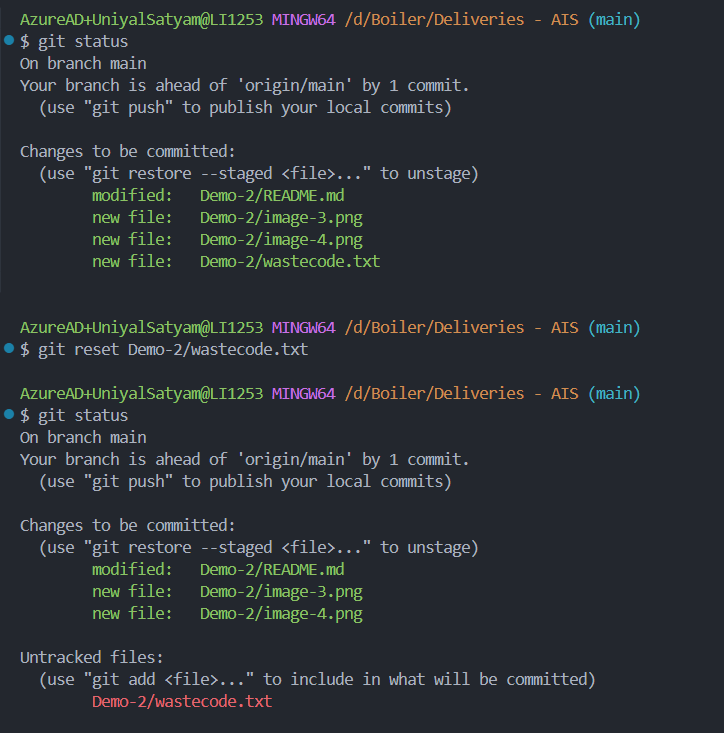 AzureAD+UniyalSatyam@LI1253 MINGW64 /d/Boiler/Deliveries - AIS (main)
$ git status
On branch main
Your branch is ahead of 'origin/main' by 1 commit.
  (use "git push" to publish your local commits)

Changes to be committed:
  (use "git restore --staged <file>..." to unstage)
        modified:   Demo-2/README.md
        new file:   Demo-2/image-3.png
        new file:   Demo-2/image-4.png
        new file:   Demo-2/wastecode.txt

AzureAD+UniyalSatyam@LI1253 MINGW64 /d/Boiler/Deliveries - AIS (main)
$ git reset Demo-2/wastecode.txt

AzureAD+UniyalSatyam@LI1253 MINGW64 /d/Boiler/Deliveries - AIS (main)
$ git status
On branch main
Your branch is ahead of 'origin/main' by 1 commit.
  (use "git push" to publish your local commits)

Changes to be committed:
  (use "git restore --staged <file>..." to unstage)
        modified:   Demo-2/README.md
        new file:   Demo-2/image-3.png
        new file:   Demo-2/image-4.png

Untracked files:
  (use "git add <file>..." to include in what will be committed)
        Demo-2/wastecode.txt